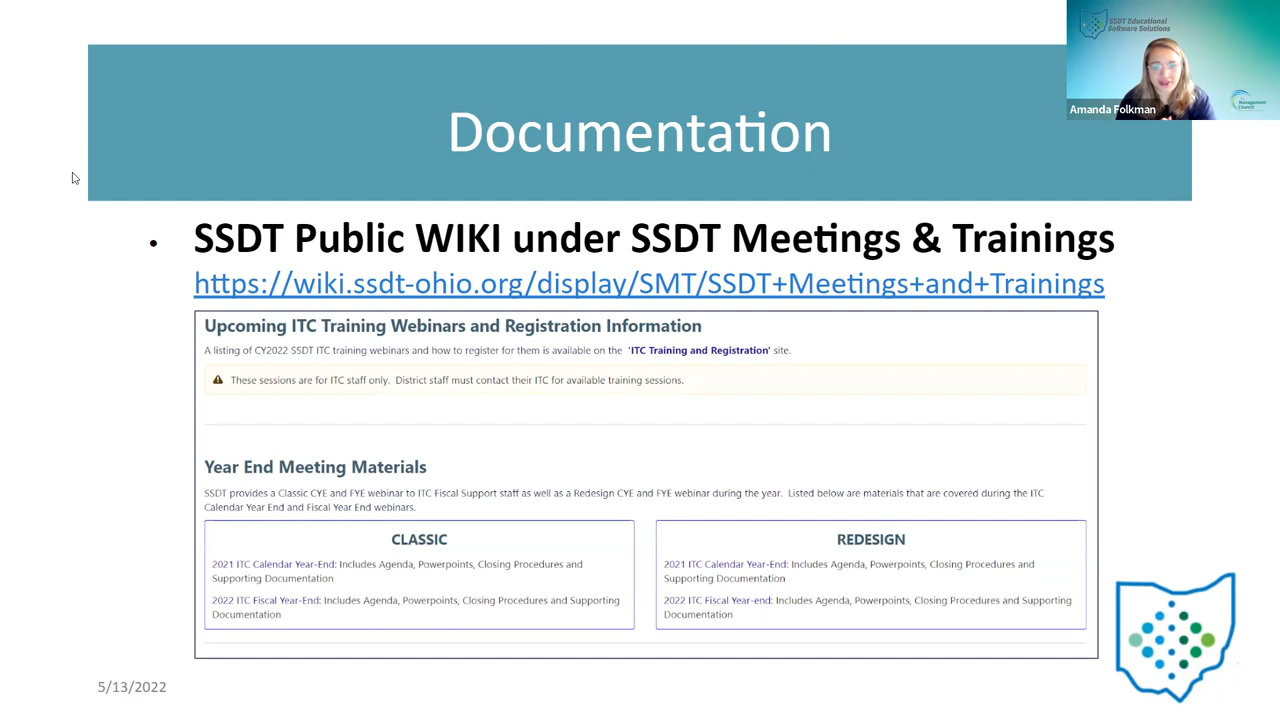 SSDT Educational
Software Solutions
Management
Council
Amanda Folkman
Documentation
• SSDT Public WIKI under SSDT Meetings & Trainings
https://wiki.ssdt-ohio.org/display/SMT/SSDT+Meetings+and+Trainings
Upcoming ITC Training Webinars and Registration Information
A listing of CY2022 SSDT ITC training webinars and how to register for them is available on the 'ITC Training and Registration' site.
These sessions are for ITC staff only. District staff must contact their ITC for available training sessions.
Year End Meeting Materials
SSDT provides a Classic CYE and FYE webinar to ITC Fiscal Support staff as well as a Redesign CYE and FYE webinar during the year. Listed below are materials that are covered during the ITC
Calendar Year End and Fiscal Year End webinars.
CLASSIC
2021 ITC Calendar Year-End: Includes Agenda, Powerpoints, Closing Procedures and
Supporting Documentation
2022 ITC Fiscal Year-End: Includes Agenda, Powerpoints, Closing Procedures and Supporting
Documentation
REDESIGN
2021 ITC Calendar Year-End: Includes Agenda, Powerpoints, Closing Procedures and
Supporting Documentation
2022 ITC Fiscal Year-end: Includes Agenda, Powerpoints, Closing Procedures and Supporting
Documentation
5/13/2022